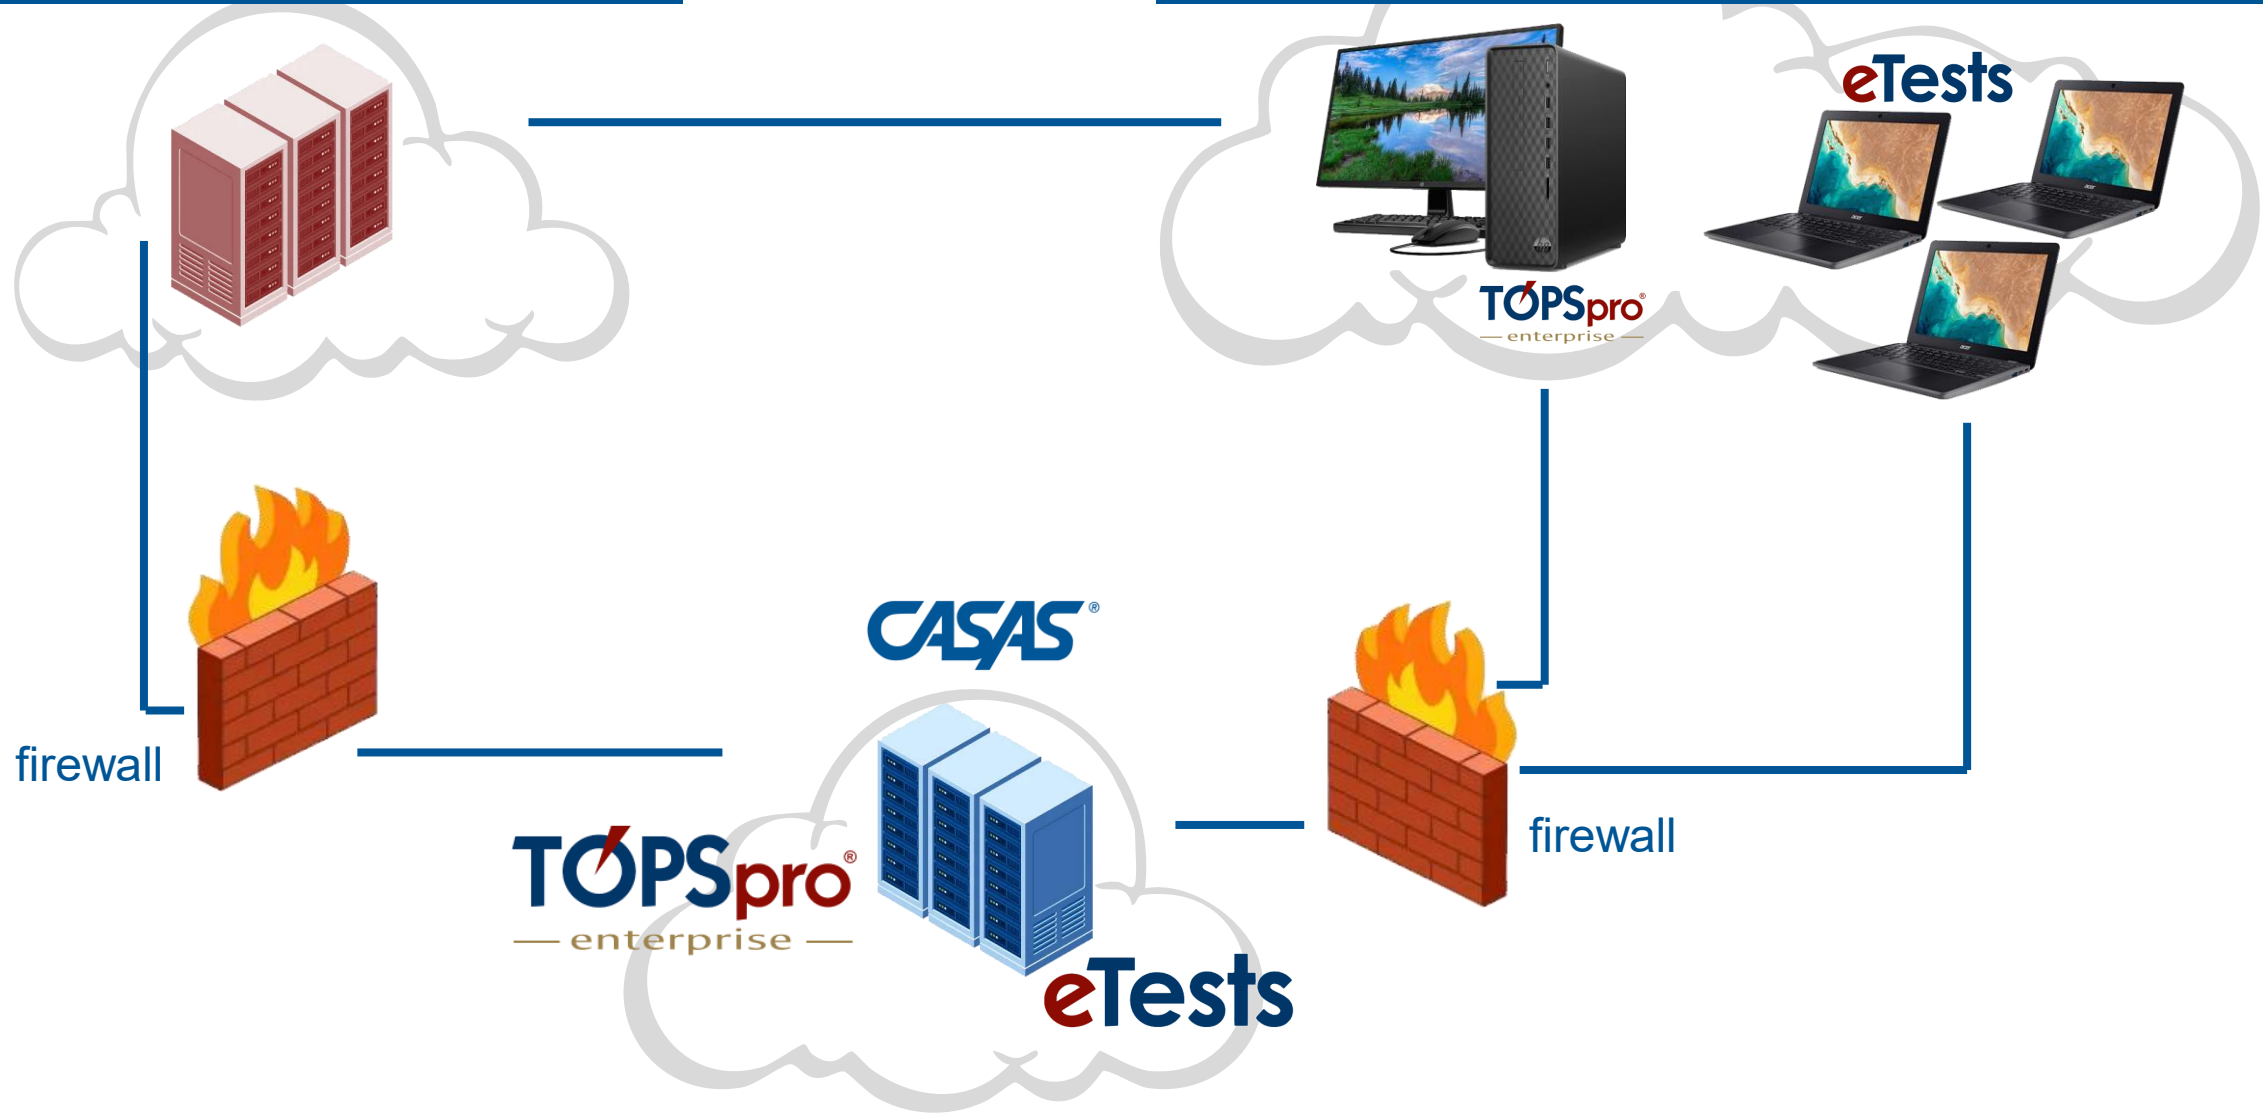 eTests
TOPSpro®
enterprise
firewall
CASAS®
TOPSpro®
enterprise
eTests
firewall